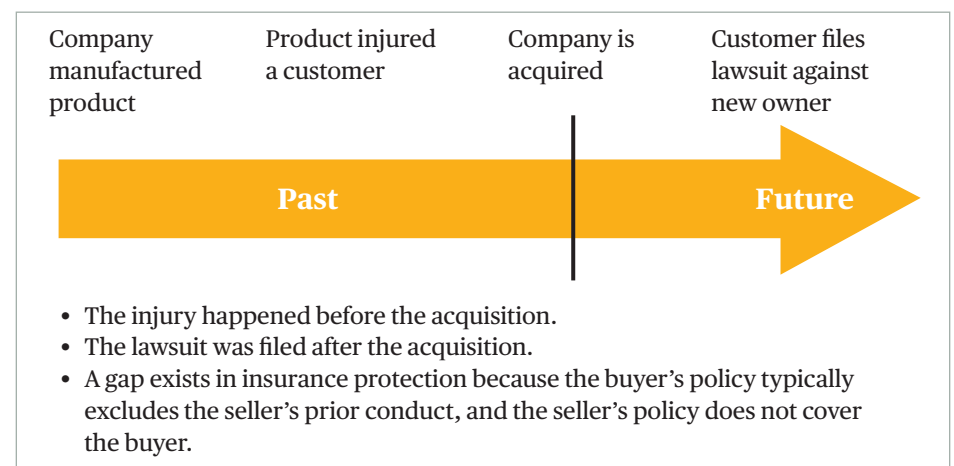 Company
manufactured
product
Product injured
a customer
Company is
acquired
Customer files
lawsuit against
new owner
Past
Future
• The injury happened before the acquisition.
• The lawsuit was filed after the acquisition.
• A gap exists in insurance protection because the buyer’s policy typically
excludes the seller’s prior conduct, and the seller’s policy does not cover
the buyer.